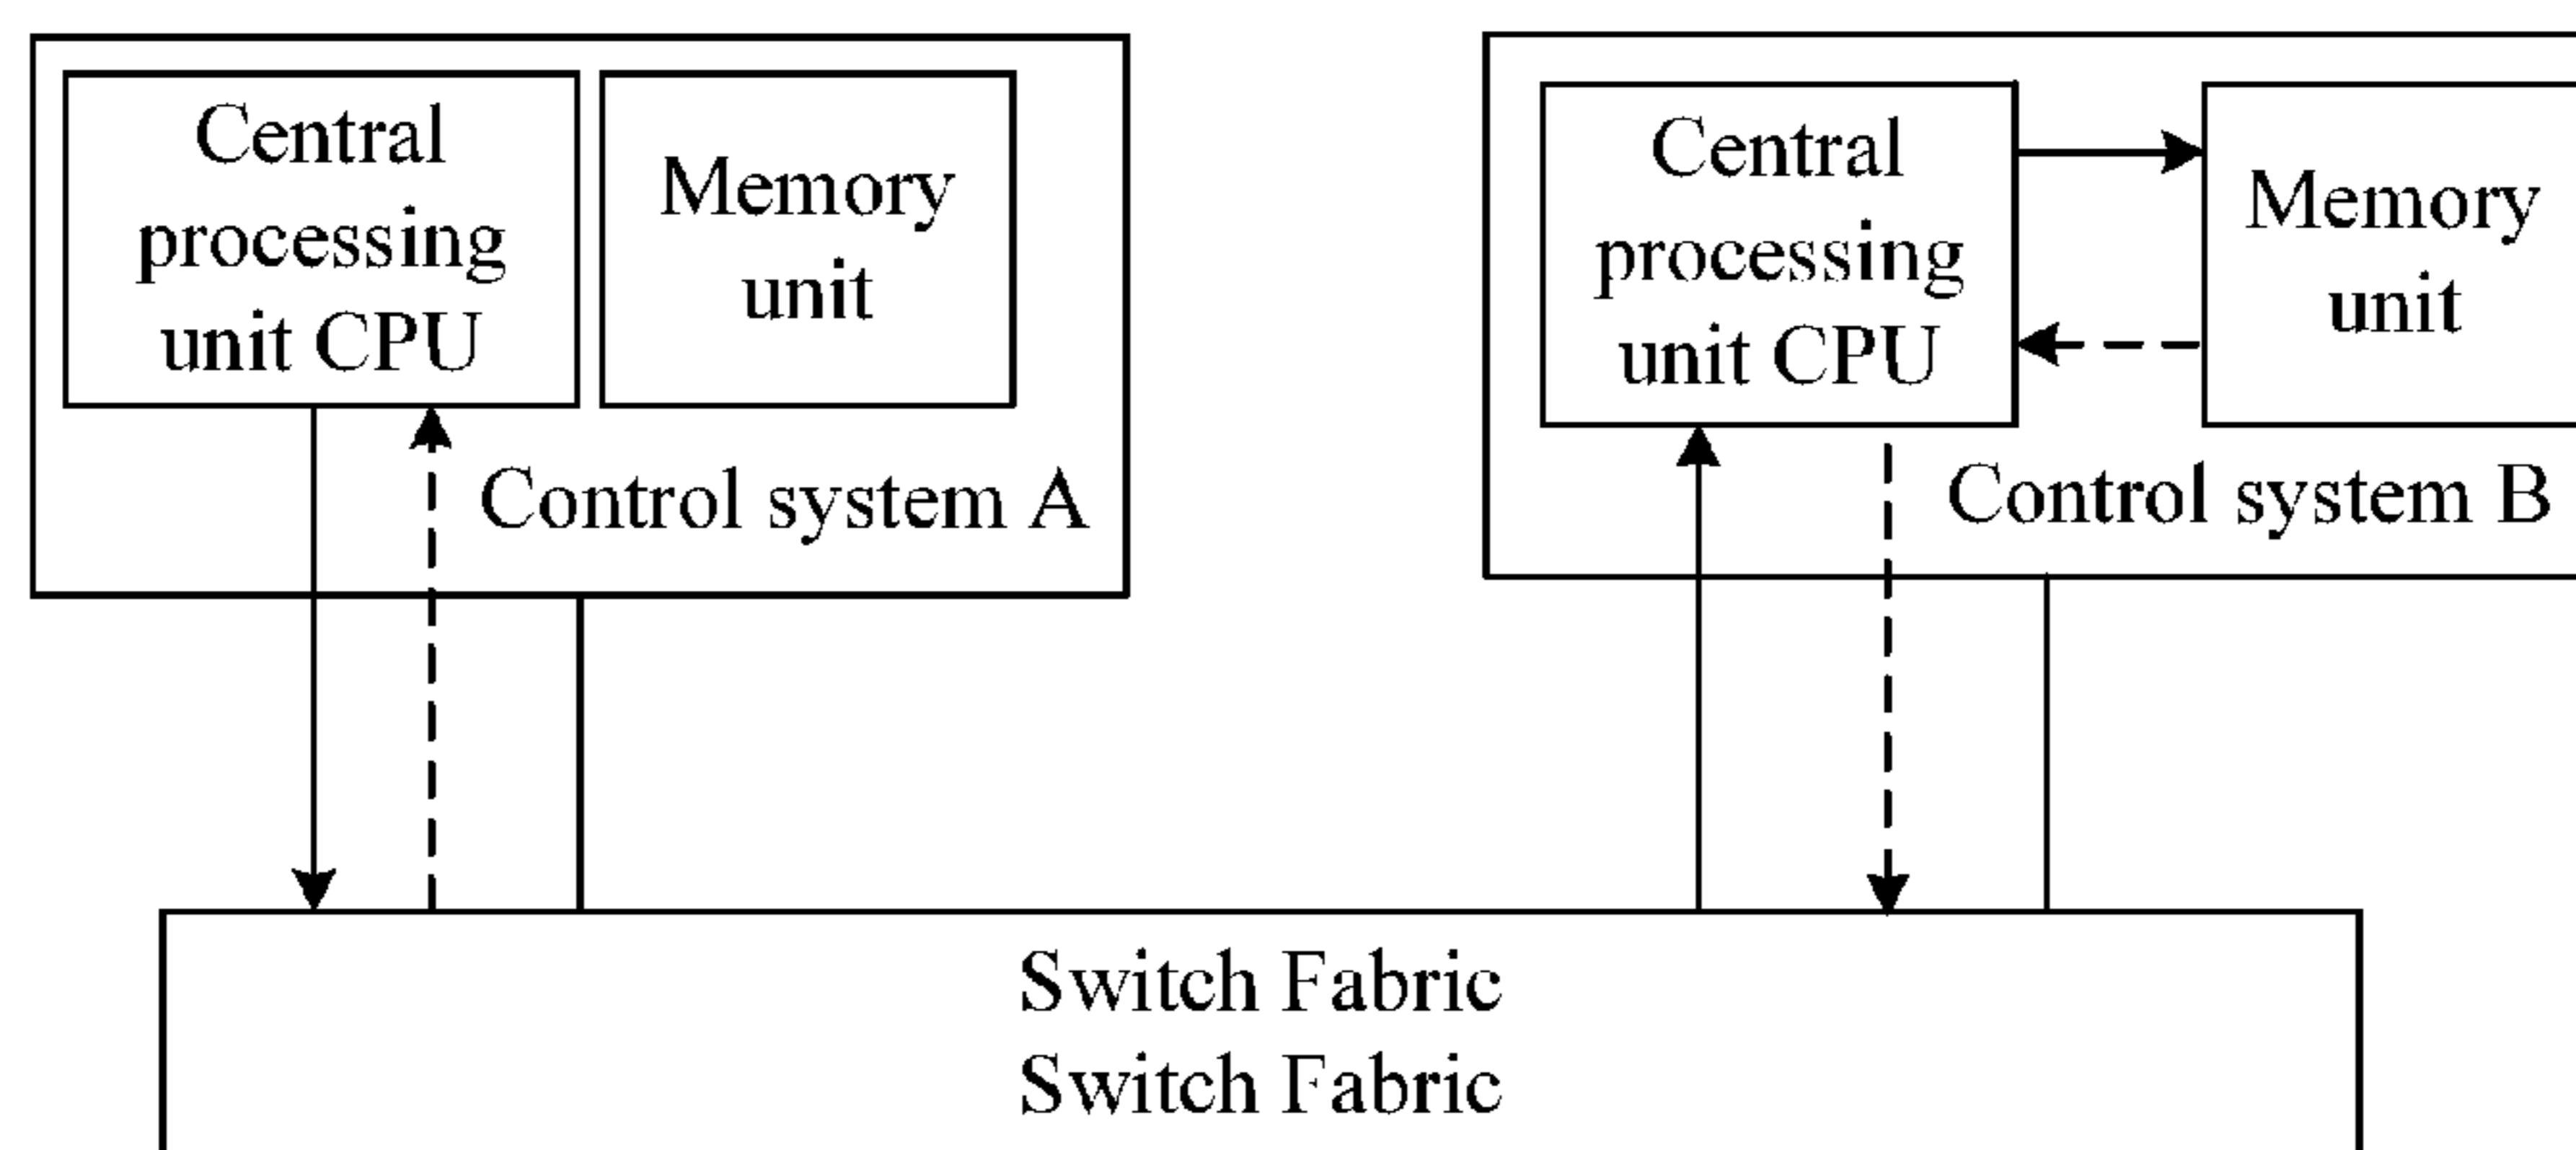 Central
processing
unit CPU
Memory
unit
Control system A
Central
processing
unit CPU
Memory
unit
Control system B
Switch Fabric
Switch Fabric